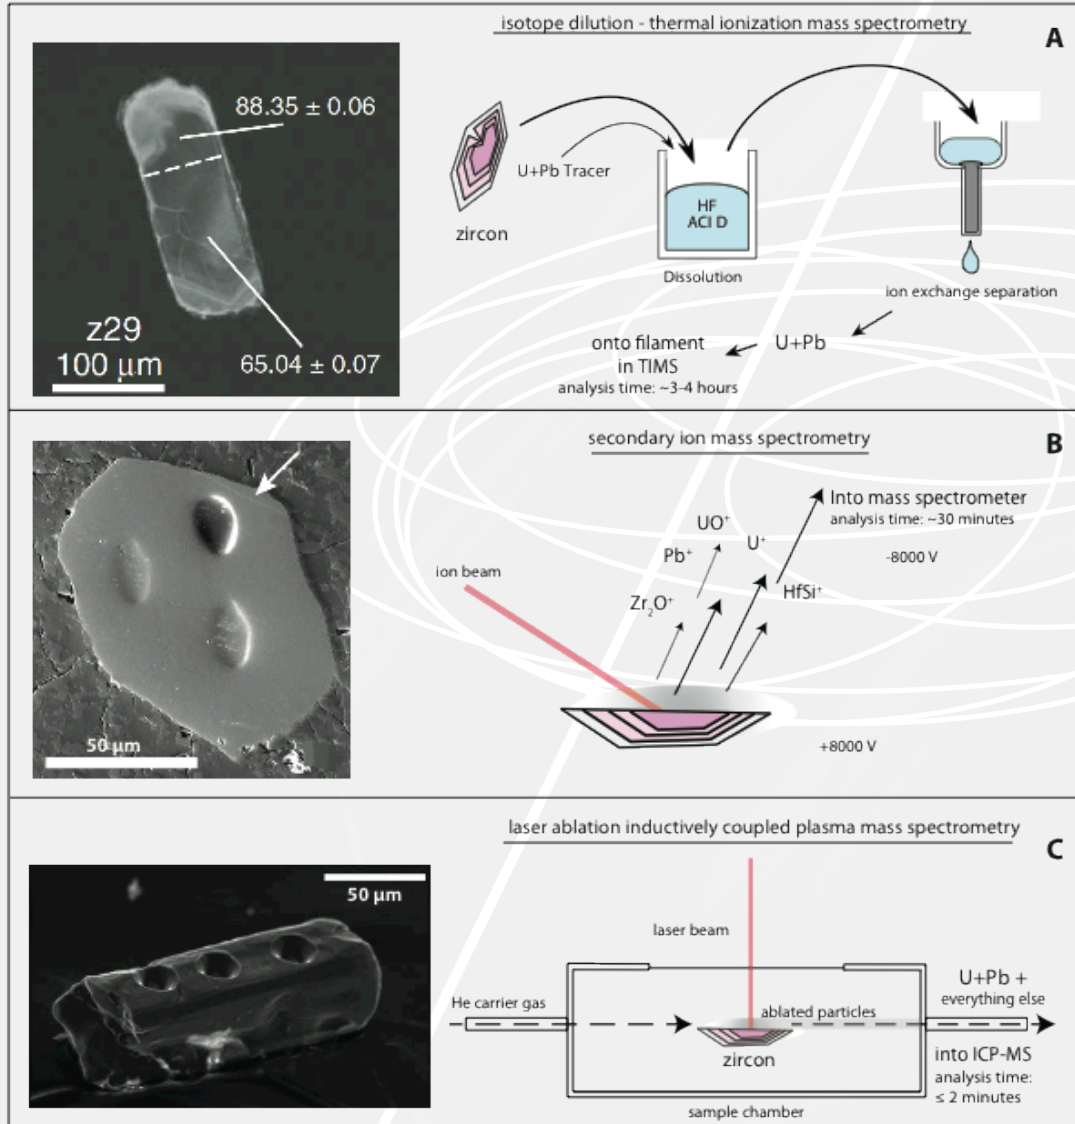 isotope dilution - thermal ionization mass spectrometry
A
88.35 ± 0.06
z29
100 μm
65.04 ± 0.07
zircon
U+Pb Tracer
HF
ACI D
Dissolution
ion exchange separation
U+Pb
onto filament
in TIMS
analysis time: ~3-4 hours
secondary ion mass spectrometry
B
50 μm
ion beam
Zr₂O⁺
Pb⁺
UO⁺
U⁺
HfSi⁺
Into mass spectrometer
analysis time: ~30 minutes
-8000 V
+8000 V
laser ablation inductively coupled plasma mass spectrometry
C
50 μm
laser beam
He carrier gas
ablated particles
zircon
sample chamber
U+Pb +
everything else
into ICP-MS
analysis time:
≤ 2 minutes